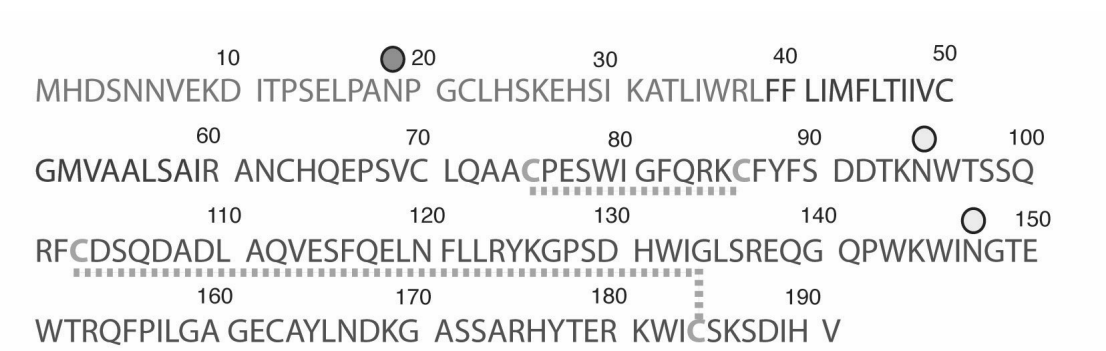 10 20 30 40 50
MHDSNNVEKD ITPSELPANP GCLHSKEHSI KATLIWRLFF LIMFLTIIVC
60 70 80 90 100
GMVAALSAIR ANCHQEPSVC LQAACPESWI GFQRKCFYFS DDTKNWTSSQ
110 120 130 140 150
RFCDSQDADL AQVESFQELN FLLRYKGPSD HWIGLSREQG QPWKWINGTE
160 170 180 190
WTRQFPILGA GECAYLNDKG ASSARHYTER KWICSKSDIH V